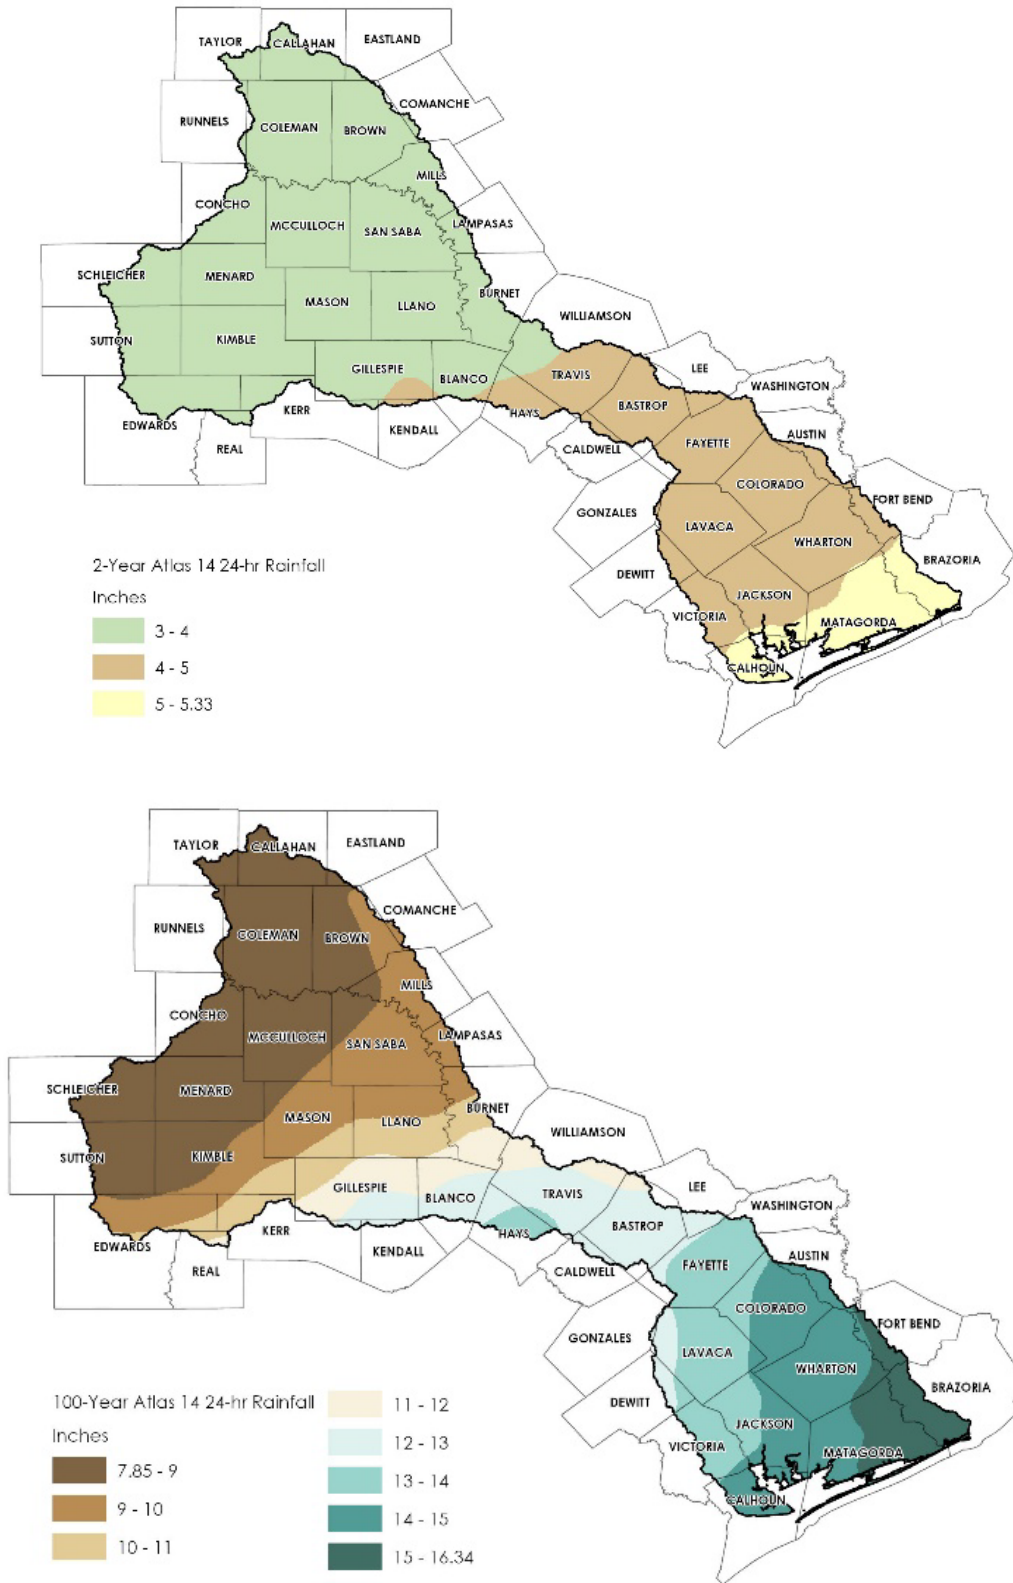 TAYLOR
CALLAHAN
EASTLAND
COMANCHE
RUNNELS
COLEMAN
BROWN
MILLS
CONCHO
MCCULLOCH
SAN SABA
LAMPASAS
SCHLEICHER
MENARD
BURNET
MASON
LLANO
WILLIAMSON
SUTTON
KIMBLE
GILLESPIE
BLANCO
TRAVIS
LEE
WASHINGTON
EDWARDS
KERR
KENDALL
HAYS
BASTROP
REAL
CALDWELL
FAYETTE
AUSTIN
COLORADO
FORT BEND
GONZALES
LAVACA
WHARTON
BRAZORIA
DEWITT
JACKSON
VICTORIA
MATAGORDA
CALHOUN
2-Year Atlas 14 24-hr Rainfall
Inches
3 - 4
4 - 5
5 - 5.33
TAYLOR
CALLAHAN
EASTLAND
COMANCHE
RUNNELS
COLEMAN
BROWN
MILLS
CONCHO
MCCULLOCH
SAN SABA
LAMPASAS
SCHLEICHER
MENARD
BURNET
MASON
LLANO
WILLIAMSON
SUTTON
KIMBLE
GILLESPIE
BLANCO
TRAVIS
LEE
WASHINGTON
EDWARDS
KERR
KENDALL
HAYS
BASTROP
REAL
CALDWELL
FAYETTE
AUSTIN
COLORADO
FORT BEND
GONZALES
LAVACA
WHARTON
BRAZORIA
DEWITT
JACKSON
VICTORIA
MATAGORDA
CALHOUN
100-Year Atlas 14 24-hr Rainfall
Inches
7.85 - 9
9 - 10
10 - 11
11 - 12
12 - 13
13 - 14
14 - 15
15 - 16.34